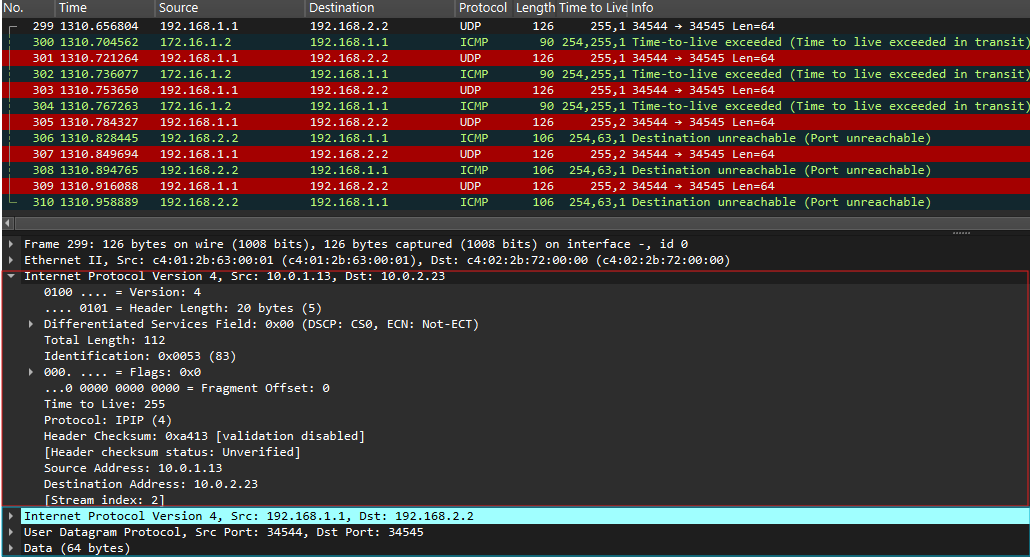 No. Time Source Destination Protocol Length Time to Live Info
299 1310.656804 192.168.1.1 192.168.2.2 UDP 126 255,1 34544 → 34545 Len=64
300 1310.704562 172.16.1.2 192.168.1.1 ICMP 90 254,255,1 Time-to-live exceeded (Time to live exceeded in transit)
301 1310.721264 192.168.1.1 192.168.2.2 UDP 126 255,1 34544 → 34545 Len=64
302 1310.736077 172.16.1.2 192.168.1.1 ICMP 90 254,255,1 Time-to-live exceeded (Time to live exceeded in transit)
303 1310.753650 192.168.1.1 192.168.2.2 UDP 126 255,1 34544 → 34545 Len=64
304 1310.767263 172.16.1.2 192.168.1.1 ICMP 90 254,255,1 Time-to-live exceeded (Time to live exceeded in transit)
305 1310.784327 192.168.1.1 192.168.2.2 UDP 126 255,2 34544 → 34545 Len=64
306 1310.828445 192.168.2.2 192.168.1.1 ICMP 106 254,63,1 Destination unreachable (Port unreachable)
307 1310.849694 192.168.1.1 192.168.2.2 UDP 126 255,2 34544 → 34545 Len=64
308 1310.894765 192.168.2.2 192.168.1.1 ICMP 106 254,63,1 Destination unreachable (Port unreachable)
309 1310.916088 192.168.1.1 192.168.2.2 UDP 126 255,2 34544 → 34545 Len=64
310 1310.958889 192.168.2.2 192.168.1.1 ICMP 106 254,63,1 Destination unreachable (Port unreachable)
Frame 299: 126 bytes on wire (1008 bits), 126 bytes captured (1008 bits) on interface -, id 0
Ethernet II, Src: c4:01:2b:63:00:01 (c4:01:2b:63:00:01), Dst: c4:02:2b:72:00:00 (c4:02:2b:72:00:00)
Internet Protocol Version 4, Src: 10.0.1.13, Dst: 10.0.2.23
0100 .... = Version: 4
.... 0101 = Header Length: 20 bytes (5)
Differentiated Services Field: 0x00 (DSCP: CS0, ECN: Not-ECT)
Total Length: 112
Identification: 0x0053 (83)
000. .... = Flags: 0x0
...0 0000 0000 0000 = Fragment Offset: 0
Time to Live: 255
Protocol: IPIP (4)
Header Checksum: 0xa413 [validation disabled]
[Header checksum status: Unverified]
Source Address: 10.0.1.13
Destination Address: 10.0.2.23
[Stream index: 2]
Internet Protocol Version 4, Src: 192.168.1.1, Dst: 192.168.2.2
User Datagram Protocol, Src Port: 34544, Dst Port: 34545
Data (64 bytes)